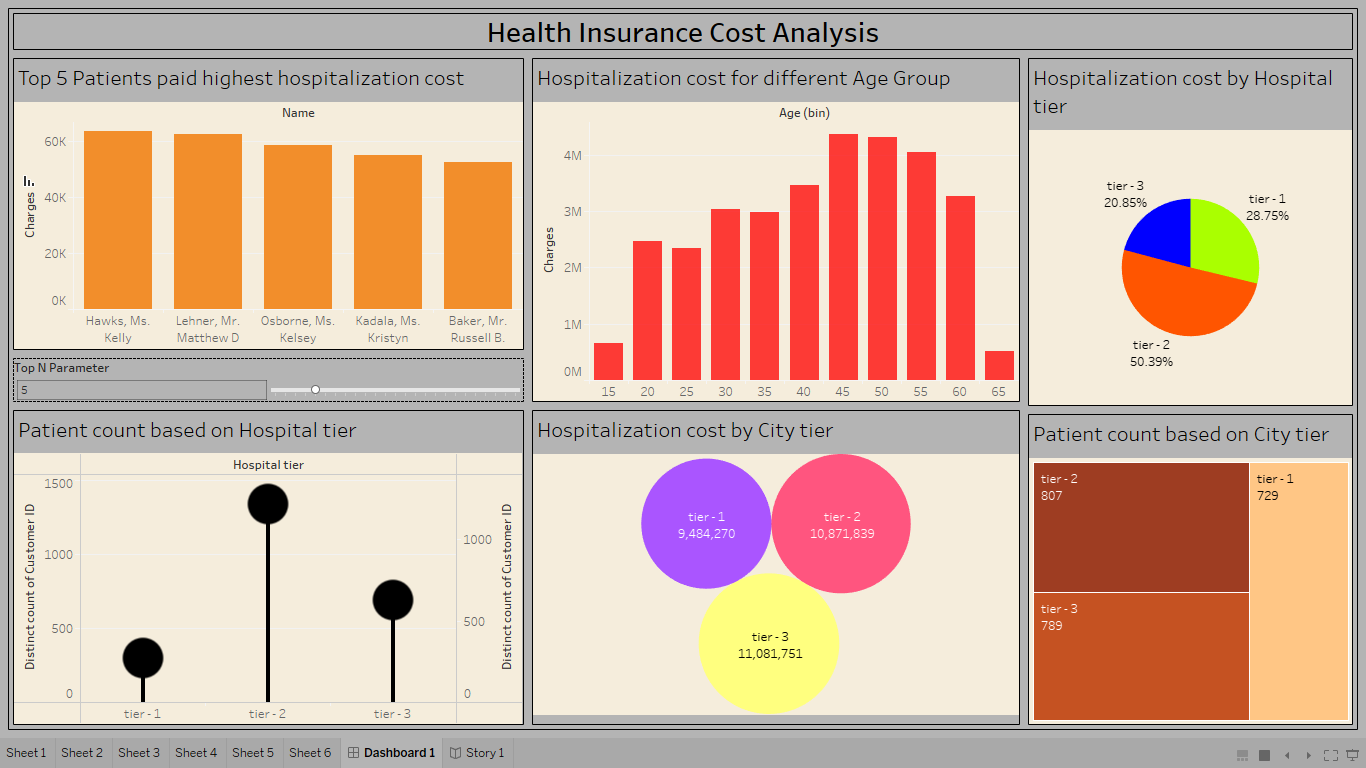 Health Insurance Cost Analysis
Top 5 Patients paid highest hospitalization cost
Name
Charges
60K
40K
20K
0K
Hawks, Ms. Kelly
Lehner, Mr. Matthew D
Osborne, Ms. Kelsey
Kadala, Ms. Kristyn
Baker, Mr. Russell B.
Top N Parameter
5
Hospitalization cost for different Age Group
Age (bin)
Charges
4M
3M
2M
1M
0M
15 20 25 30 35 40 45 50 55 60 65
Hospitalization cost by Hospital
tier
tier - 3
20.85%
tier - 1
28.75%
tier - 2
50.39%
Patient count based on Hospital tier
Hospital tier
Distinct count of Customer ID
1500
1000
500
0
tier - 1 tier - 2 tier - 3
Distinct count of Customer ID
1000
500
0
Hospitalization cost by City tier
tier - 1
9,484,270
tier - 2
10,871,839
tier - 3
11,081,751
Patient count based on City tier
tier - 2
807
tier - 1
729
tier - 3
789
Sheet 1 Sheet 2 Sheet 3 Sheet 4 Sheet 5 Sheet 6 Dashboard 1 Story 1